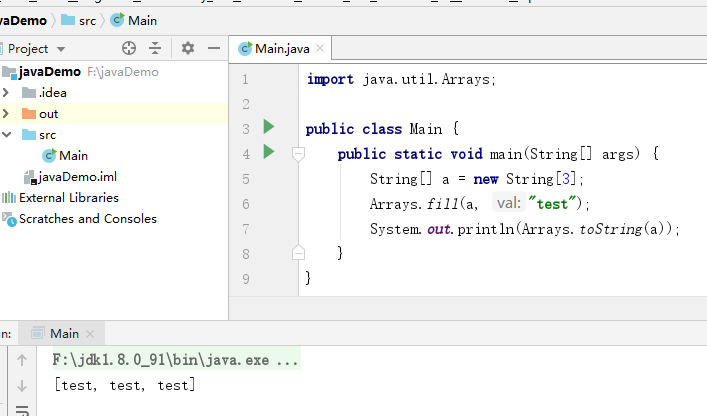 vaDemo src Main
Project
Main.java
javaDemo F:\javaDemo
.idea
out
src
Main
javaDemo.iml
External Libraries
Scratches and Consoles
1 import java.util.Arrays;
2
3 public class Main {
4 public static void main(String[] args) {
5 String[] a = new String[3];
6 Arrays.fill(a, val: "test");
7 System.out.println(Arrays.toString(a));
8 }
9 }
n: Main
F:\jdk1.8.0_91\bin\java.exe ...
[test, test, test]